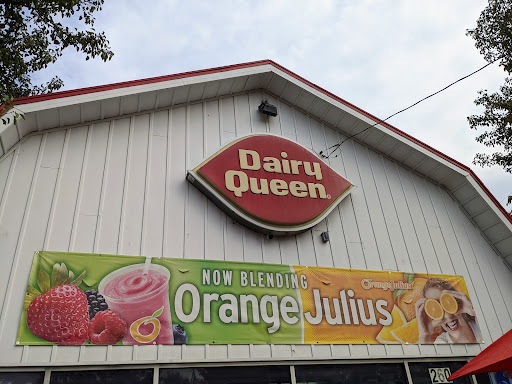 Dairy
Queen®
NOW BLENDING
Orange Julius
Orange Julius